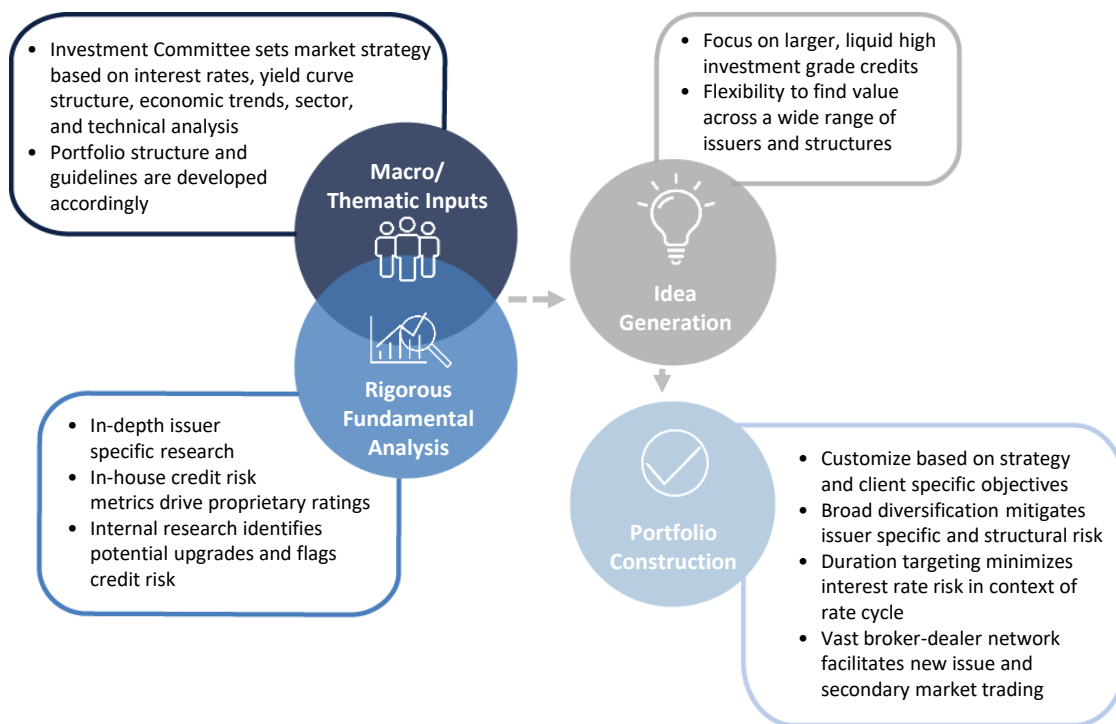 • Investment Committee sets market strategy
based on interest rates, yield curve
structure, economic trends, sector,
and technical analysis
• Portfolio structure and
guidelines are developed
accordingly
Macro/
Thematic Inputs
Rigorous
Fundamental
Analysis
• In-depth issuer
specific research
• In-house credit risk
metrics drive proprietary ratings
• Internal research identifies
potential upgrades and flags
credit risk
• Focus on larger, liquid high
investment grade credits
• Flexibility to find value
across a wide range of
issuers and structures
Idea
Generation
Portfolio
Construction
• Customize based on strategy
and client specific objectives
• Broad diversification mitigates
issuer specific and structural risk
• Duration targeting minimizes
interest rate risk in context of
rate cycle
• Vast broker-dealer network
facilitates new issue and
secondary market trading